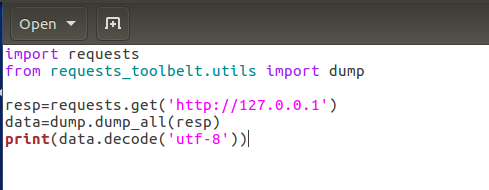 Open
import requests
from requests_toolbelt.utils import dump
resp=requests.get('http://127.0.0.1')
data=dump.dump_all(resp)
print(data.decode('utf-8'))